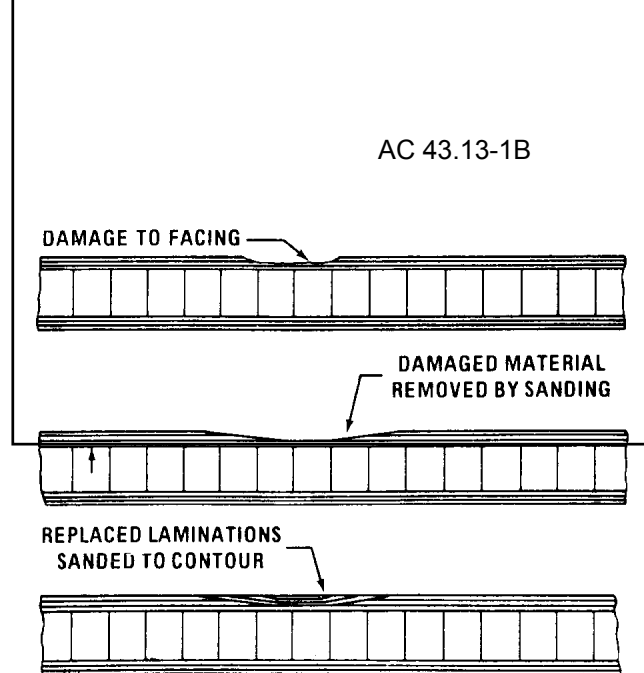 AC 43.13-1B
DAMAGE TO FACING
DAMAGED MATERIAL
REMOVED BY SANDING
REPLACED LAMINATIONS
SANDED TO CONTOUR